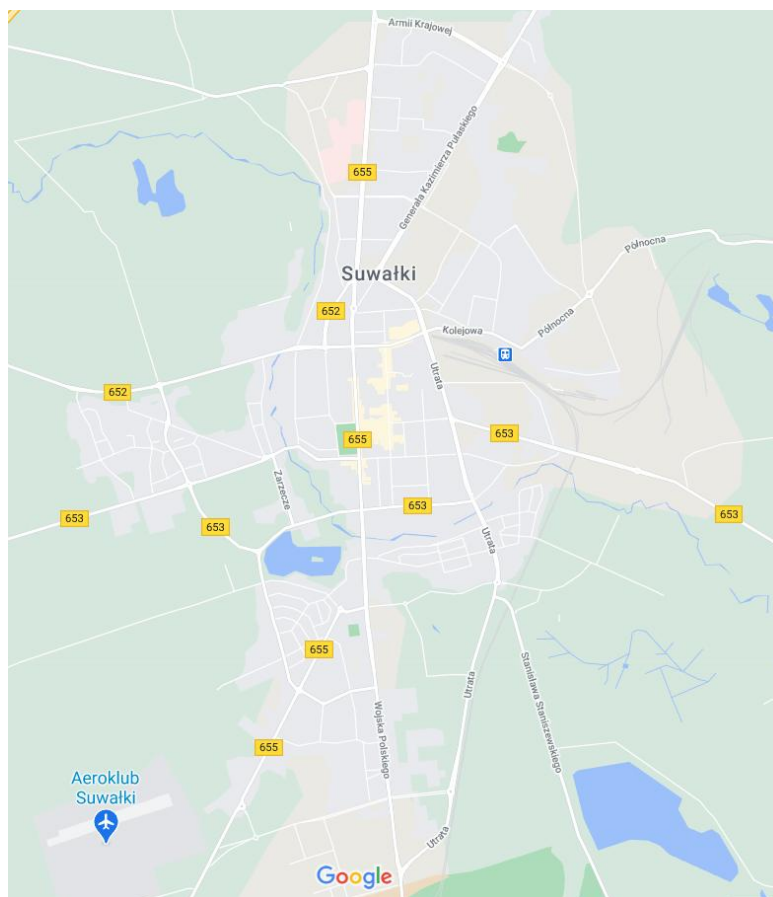 Armii Krajowej
Generała Kazimierza Pułaskiego
655
Północna
Suwałki
652
Kolejowa
Północna
Utrata
652
655
653
Zarzecze
653
653
653
653
Utrata
655
Stanisława Staniszewskiego
Utrata
Wojska Polskiego
655
Aeroklub
Suwałki
Utrata
Google